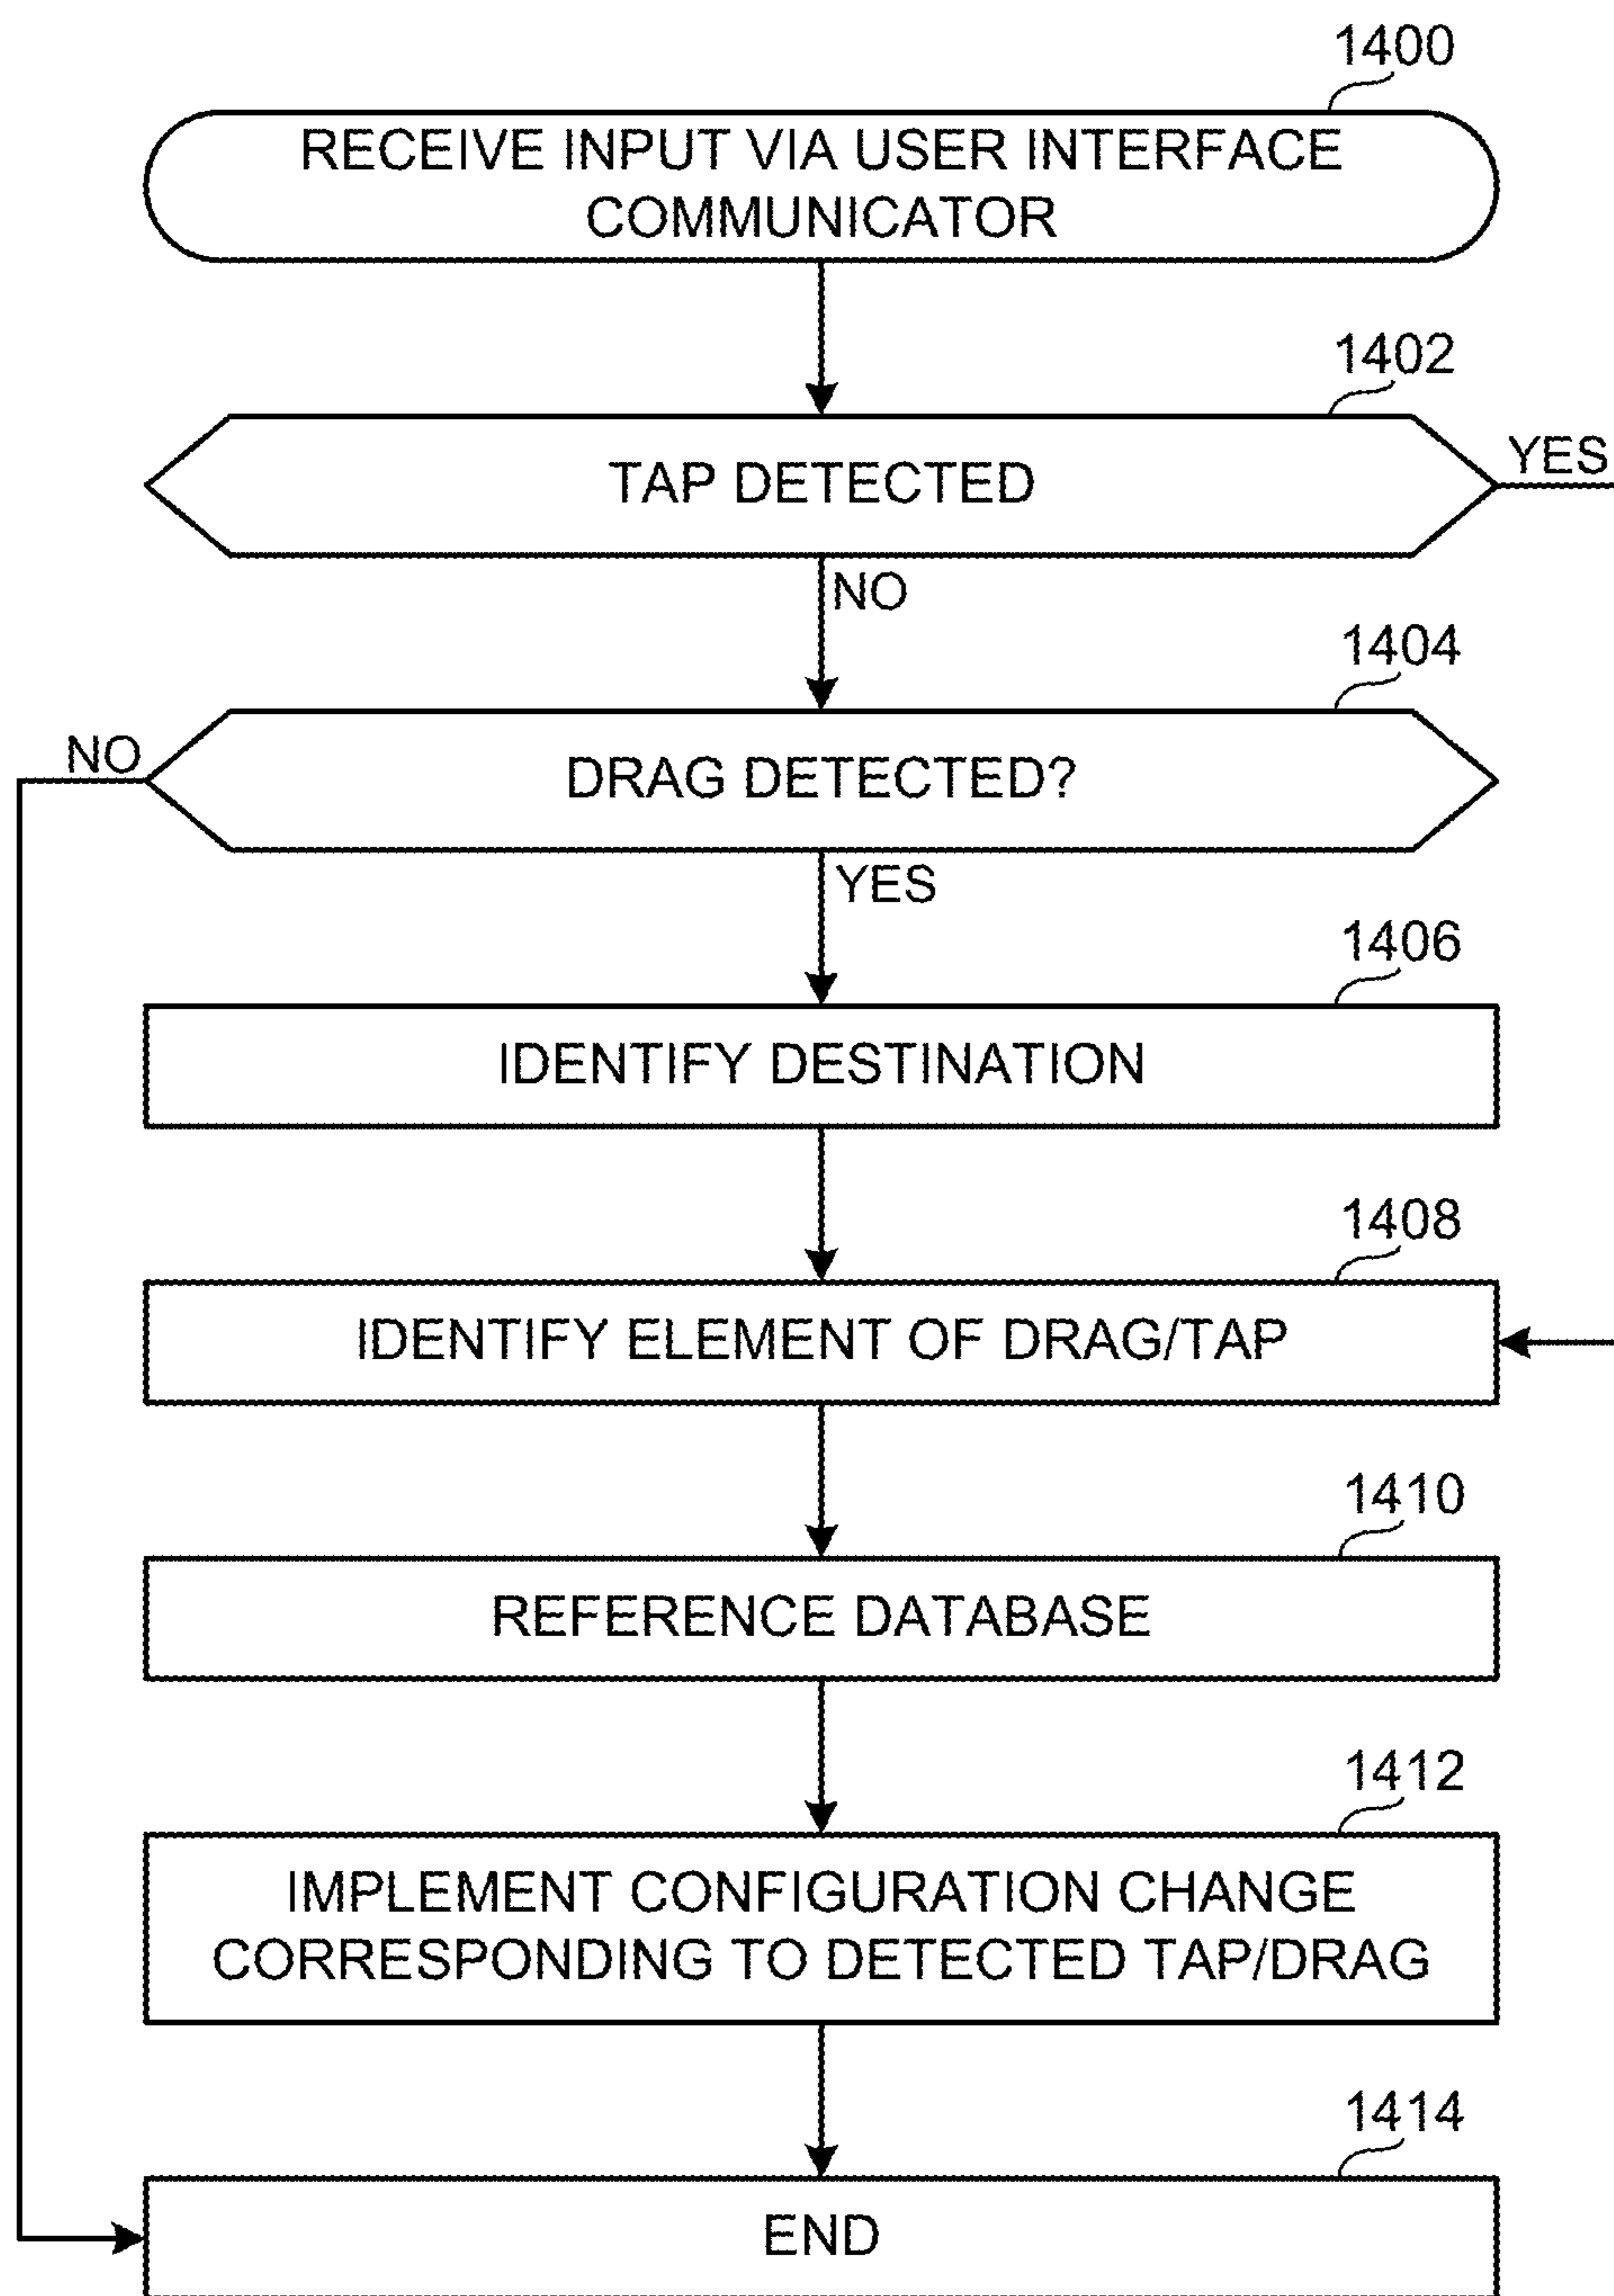 1400
RECEIVE INPUT VIA USER INTERFACE
COMMUNICATOR
1402
TAP DETECTED
YES
NO
1404
DRAG DETECTED?
NO
YES
1406
IDENTIFY DESTINATION
1408
IDENTIFY ELEMENT OF DRAG/TAP
1410
REFERENCE DATABASE
1412
IMPLEMENT CONFIGURATION CHANGE
CORRESPONDING TO DETECTED TAP/DRAG
1414
END